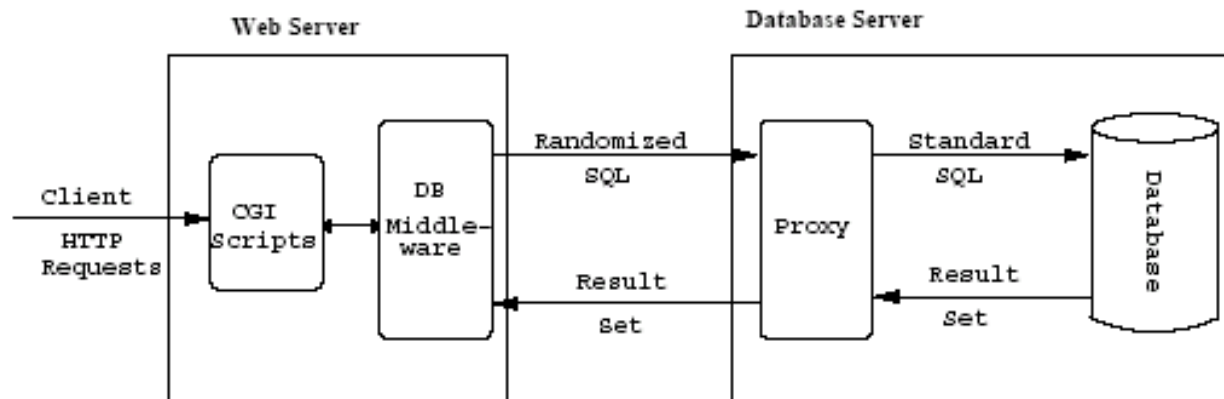 Web Server
Database Server
Client
HTTP
Requests
CGI
Scripts
DB
Middle-
ware
Randomized
SQL
Result
Set
Proxy
Standard
SQL
Result
Set
Database